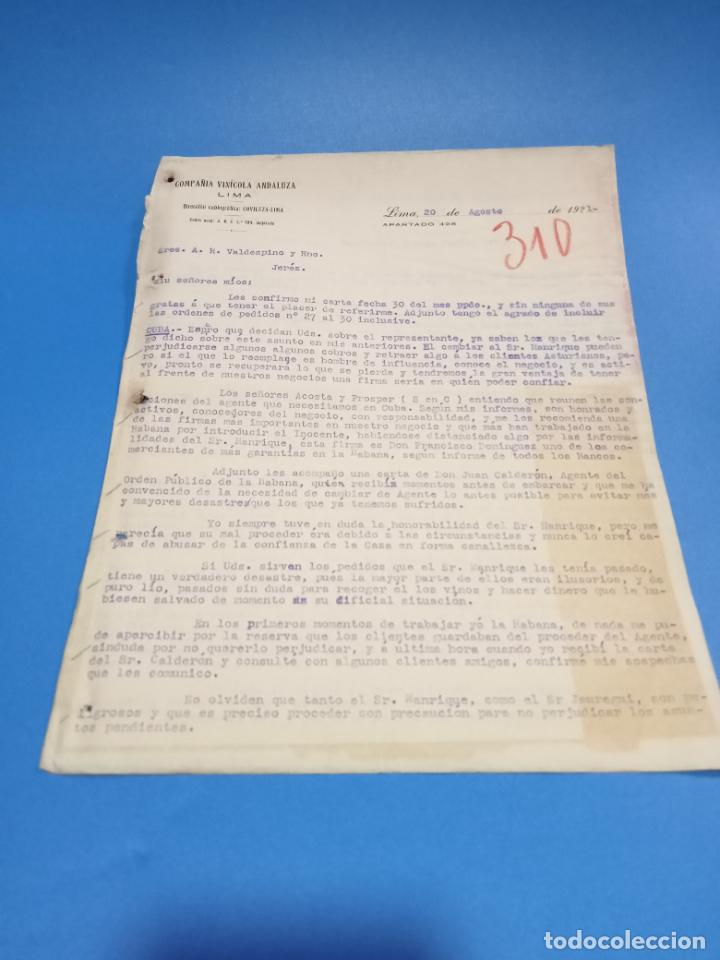 COMPAÑIA VINÍCOLA ANDALUZA
LIMA
Dirección cablegráfica: COVILUZA-LIMA
Lima, 20 de Agosto de 1921-
APARTADO 428
310
Sres. A. R. Valdespino y Hno.
Jeréz.
Miu señores míos:
Les confirmo mi carta fecha 30 del mes ppdo., y sin ninguna de sus
gratas á que tener el placer de referirme. Adjunto tengo el agrado de incluir
las ordenes de pedidos nº 27 al 30 inclusive.
CUBA.- que decidan Uds. sobre el representante, ya saben lo que les ten-
go dicho sobre este asunto en mis anteriores. El cambiar al Sr. Manrique pueden
perjudicarse algunos algunos cobros y retraer algo a los clientes Asturianos, pe-
ro si el que lo reemplaza es hombre de influencia, conoce el negocio, y es acti-
vo, pronto se recuperará lo que se pierda y tendremos la gran ventaja de tener
al frente de nuestros negocios una firma seria en quien poder confiar.
Los señores Acosta y Prosper ( S en C ) entiendo que reunen las con-
diciones del agente que necesitamos en Cuba. Según mis informes, son honrados y
activos, conocedores del negocio, con responsabilidad, y me los recomienda una
de las firmas mas importantes en nuestro negocio y que más han trabajado en la
Habana por introducir el Inocente, habiendose distanciado algo por las informa-
lidades del Sr. Manrique, esta firma es Don Francisco Dominguez uno de los co-
merciantes de más garantías en la Habana, según informe de todos los Bancos.
Adjunto les acompaño una carta de Don Juan Calderón, Agente del
Orden Público de la Habana, quien recibía momentos antes de embarcar y que me ha
convencido de la necesidad de cambiar de Agente lo antes posible para evitar mas
y mayores desastres que los que ya tenemos sufridos.
Yo siempre tuve en duda la honorabilidad del Sr. Manrique, pero me
parecía que su mal proceder era debido a las circunstancias y nunca lo creí ca-
pas de abusar de la confianza de la Casa en forma canallezca.
Si Uds. sirven los pedidos que el Sr. Manrique les tenía pasado,
tiene un verdadero desastre, pues la mayor parte de ellos eran ilusorios, y de
puro lío, pasados sin duda para recoger el los vinos y hacer dinero que le hu-
biesen salvado de momento su dificial situación.
En los primeros momentos de trabajar yó la Habana, de nada me pu-
de apercibir por la reserva que los clientes guardaban del proceder del Agente,
sinduda por no quererlo perjudicar, y a ultima hora cuando yo recibí la carta
del Sr. Calderón y consulte con algunos clientes amigos, confirmé mis sospechas
que les comunico.
No olviden que tanto el Sr. Manrique, como el Sr Jauregui, son pe-
ligrosos y que es preciso proceder con precaucion para no perjudicar los asun-
tos pendientes.
todocoleccion
todocoleccion.net